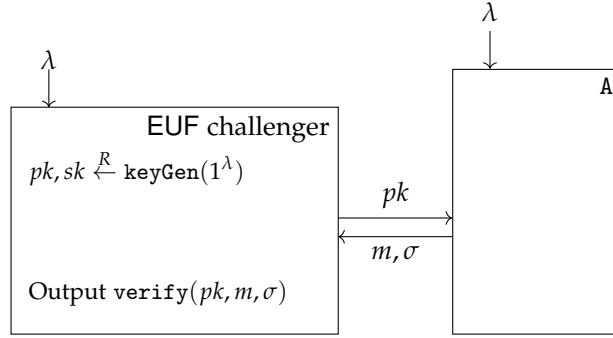 λ
λ
A
EUF challenger
pk, sk ←R keyGen(1^λ)
pk
m, σ
Output verify(pk, m, σ)